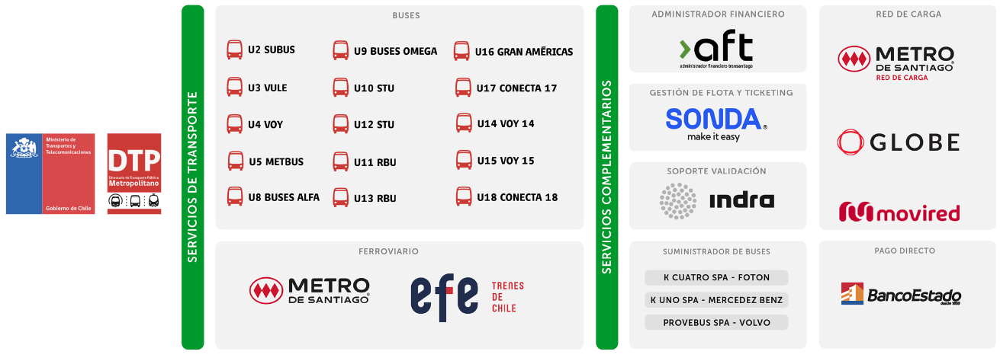 Ministerio de
Transportes y
Telecomunicaciones
Gobierno de Chile
DTP
Directorio de Transporte Público
Metropolitano
SERVICIOS DE TRANSPORTE
BUSES
U2 SUBUS
U9 BUSES OMEGA
U16 GRAN AMÉRICAS
U3 VULE
U10 STU
U17 CONECTA 17
U4 VOY
U12 STU
U14 VOY 14
U5 METBUS
U11 RBU
U15 VOY 15
U8 BUSES ALFA
U13 RBU
U18 CONECTA 18
FERROVIARIO
METRO
DE SANTIAGO®
efe
TRENES
DE
CHILE
SERVICIOS COMPLEMENTARIOS
ADMINISTRADOR FINANCIERO
aft
administrador financiero transantiago
GESTIÓN DE FLOTA Y TICKETING
SONDA®
make it easy
SOPORTE VALIDACIÓN
indra
SUMINISTRADOR DE BUSES
K CUATRO SPA - FOTON
K UNO SPA - MERCEDEZ BENZ
PROVEBUS SPA - VOLVO
RED DE CARGA
METRO
DE SANTIAGO®
RED DE CARGA
GLOBE
movired
PAGO DIRECTO
BancoEstado
desde 1855